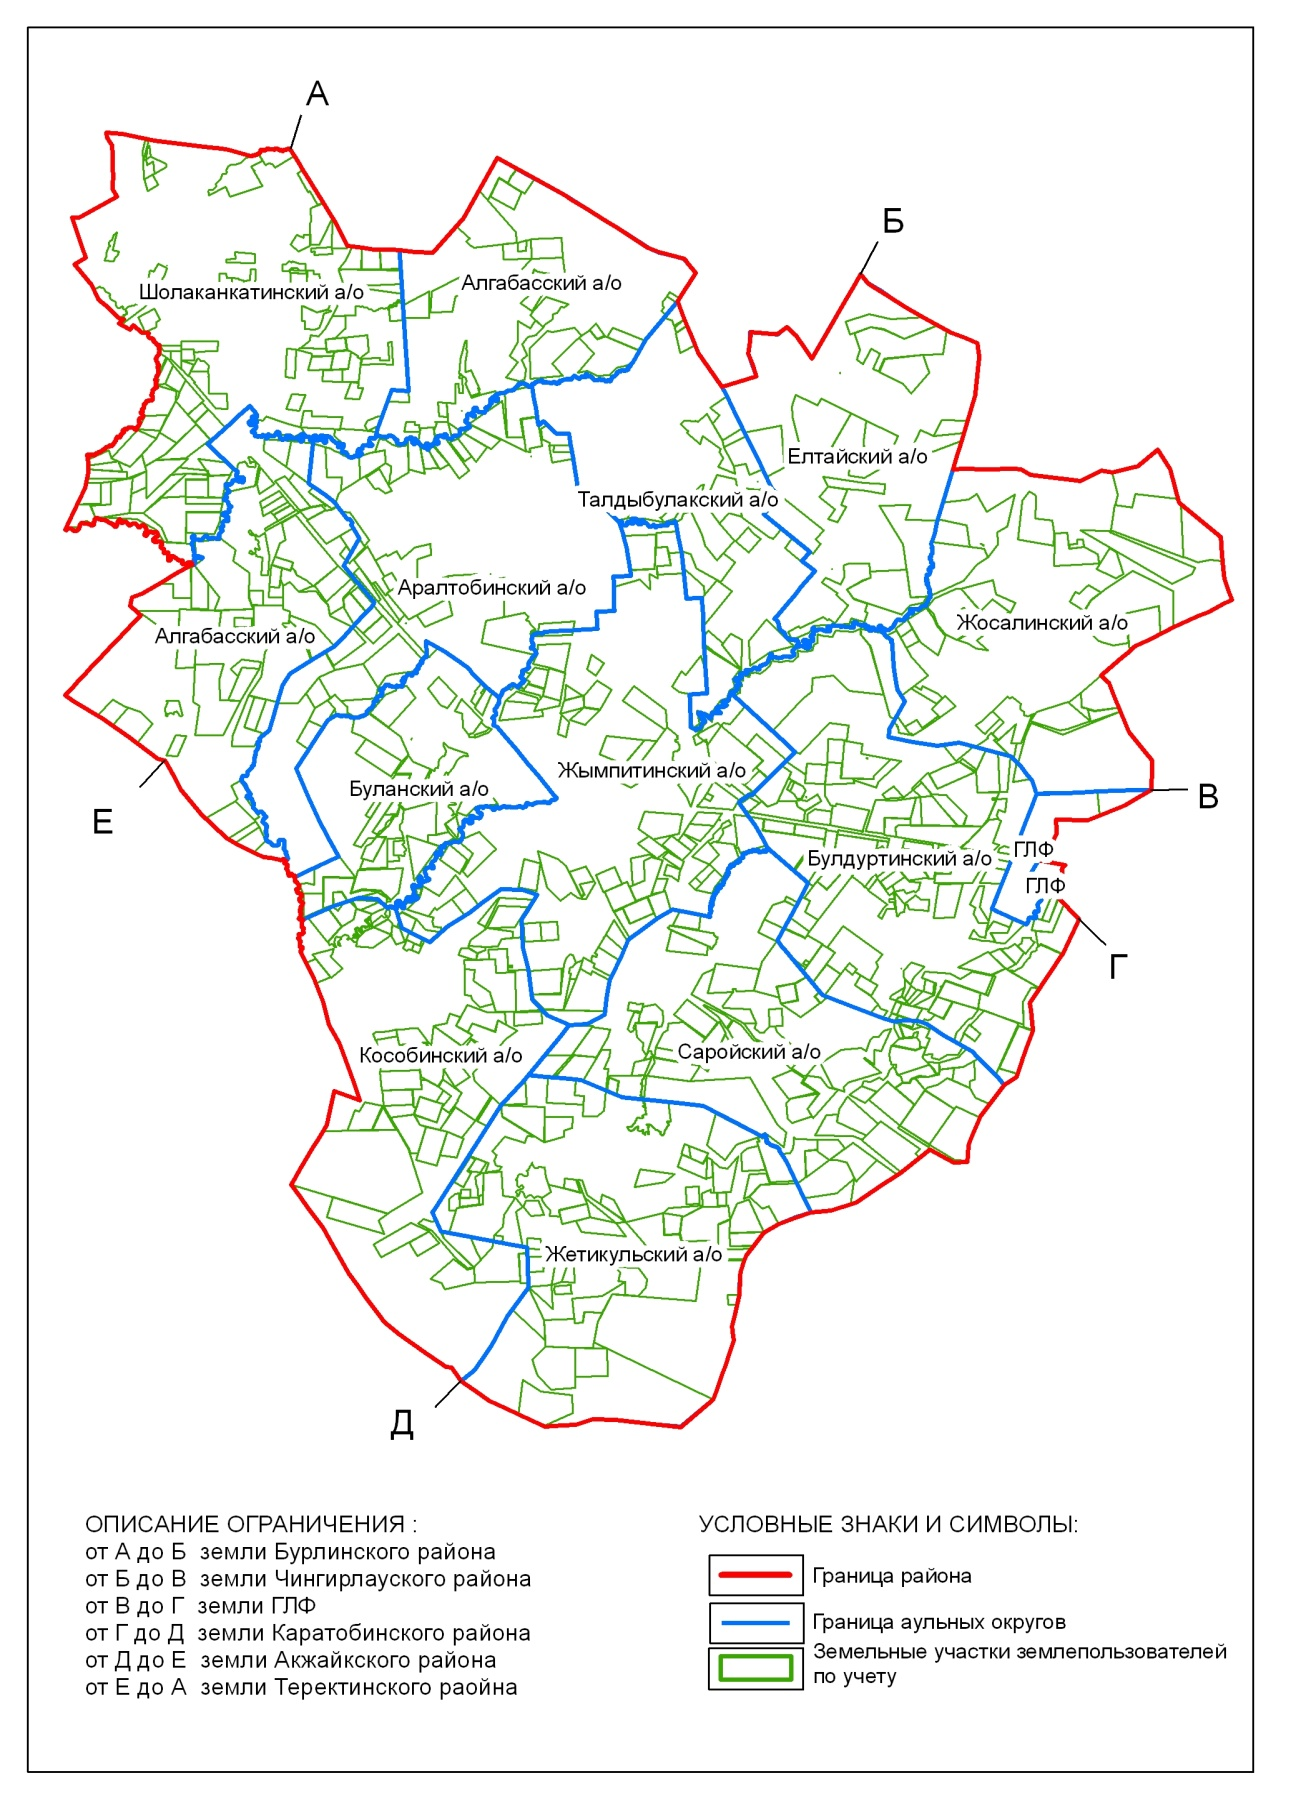 А
Б
Алгабасский а/о
Шолаканкатинский а/о
Елтайский а/о
Талдыбулакский а/о
Аралтобинский а/о
Жосалинский а/о
Алгабасский а/о
Жымпитинский а/о
Буланский а/о
В
Е
ГЛФ
Булдуртинский а/о
ГЛФ
Г
Саройский а/о
Кособинский а/о
Жетикульский а/о
Д
ОПИСАНИЕ ОГРАНИЧЕНИЯ :
от А до Б земли Бурлинского района
от Б до В земли Чингирлауского района
от В до Г земли ГЛФ
от Г до Д земли Каратобинского района
от Д до Е земли Акжайкского района
от Е до А земли Теректинского раойна
УСЛОВНЫЕ ЗНАКИ И СИМВОЛЫ:
Граница района
Граница аульных округов
Земельные участки землепользователей
по учету